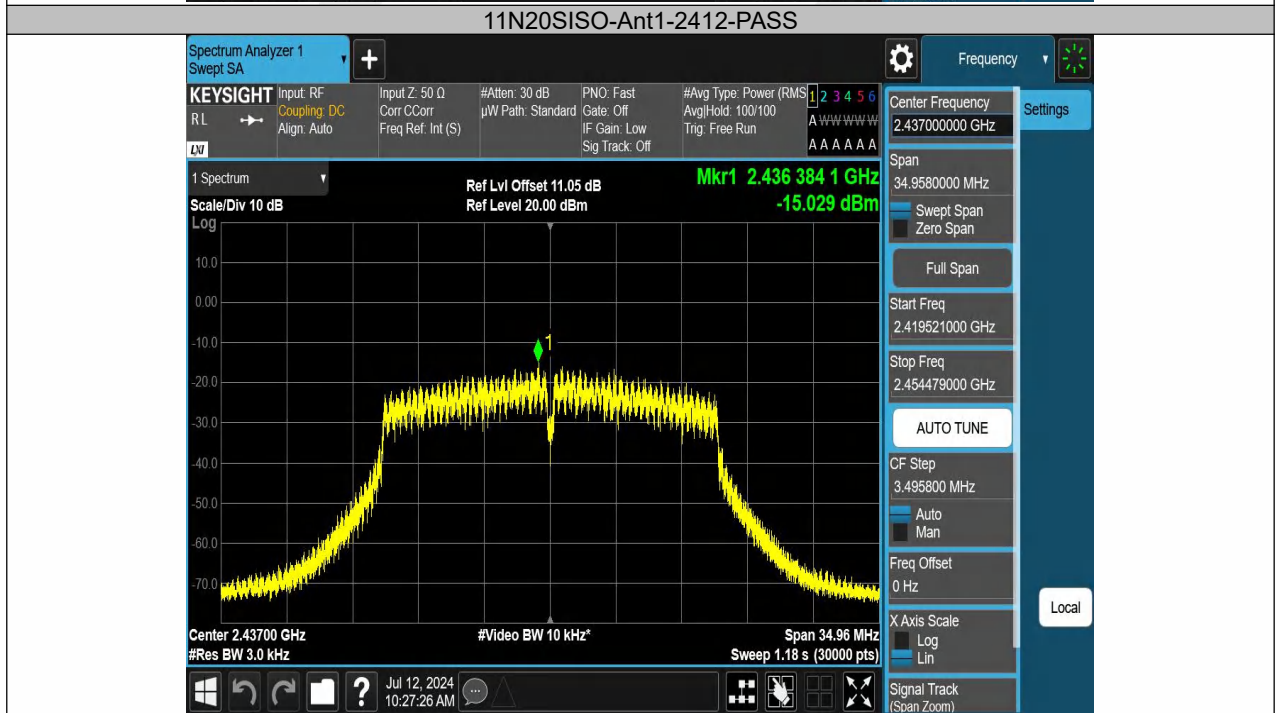 11N20SISO-Ant1-2412-PASS
Spectrum Analyzer 1
Swept SA
+
Frequency
KEYSIGHT
RL
LXI
Input: RF
Coupling: DC
Align: Auto
Input Z: 50 Ω
Corr CCorr
Freq Ref: Int (S)
#Atten: 30 dB
µW Path: Standard
PNO: Fast
Gate: Off
IF Gain: Low
Sig Track: Off
#Avg Type: Power (RMS
Avg|Hold: 100/100
Trig: Free Run
1 2 3 4 5 6
A W W W W W
A A A A A A
1 Spectrum
Scale/Div 10 dB
Log
Ref Lvl Offset 11.05 dB
Ref Level 20.00 dBm
Mkr1 2.436 384 1 GHz
-15.029 dBm
10.0
0.00
-10.0
-20.0
-30.0
-40.0
-50.0
-60.0
-70.0
1
Center 2.43700 GHz
#Res BW 3.0 kHz
#Video BW 10 kHz*
Span 34.96 MHz
Sweep 1.18 s (30000 pts)
?
Jul 12, 2024
10:27:26 AM
Center Frequency
2.437000000 GHz
Settings
Span
34.9580000 MHz
Swept Span
Zero Span
Full Span
Start Freq
2.419521000 GHz
Stop Freq
2.454479000 GHz
AUTO TUNE
CF Step
3.495800 MHz
Auto
Man
Freq Offset
0 Hz
Local
X Axis Scale
Log
Lin
Signal Track
(Span Zoom)